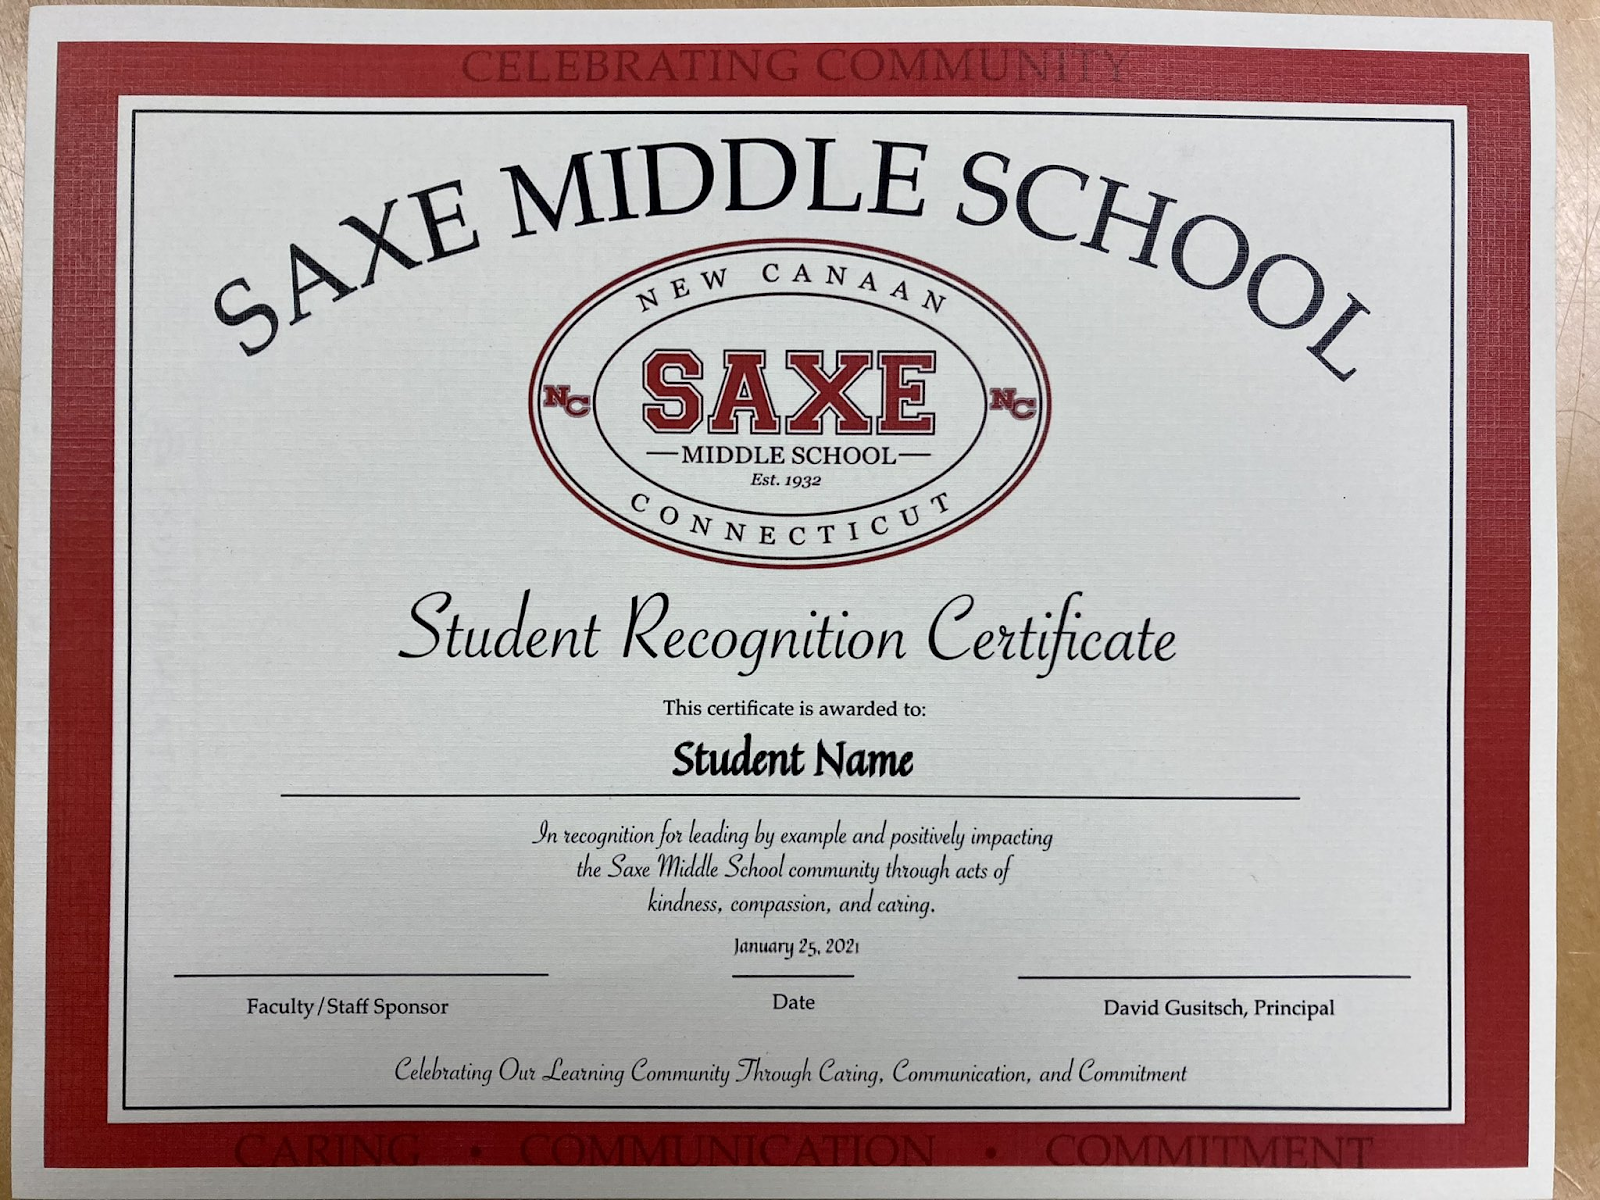 CELEBRATING COMMUNITY
SAXE MIDDLE SCHOOL
NEW CANAAN
NC
SAXE
NC
MIDDLE SCHOOL
Est. 1932
CONNECTICUT
Student Recognition Certificate
This certificate is awarded to:
Student Name
In recognition for leading by example and positively impacting
the Saxe Middle School community through acts of
kindness, compassion, and caring.
January 25, 2021
Faculty/Staff Sponsor
Date
David Gusitsch, Principal
Celebrating Our Learning Community Through Caring, Communication, and Commitment
CARING • COMMUNICATION • COMMITMENT